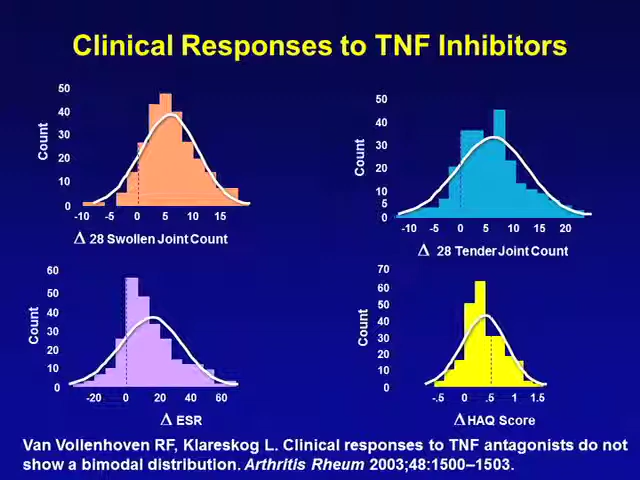 Clinical Responses to TNF Inhibitors
50
40
30
20
10
0
Count
-10 -5 0 5 10 15
Δ 28 Swollen Joint Count
50
40
30
20
10
5
0
Count
-10 -5 0 5 10 15 20
Δ 28 Tender Joint Count
60
50
40
30
20
10
0
Count
-20 0 20 40 60
Δ ESR
70
60
50
40
30
20
10
0
Count
-.5 0 .5 1 1.5
Δ HAQ Score
Van Vollenhoven RF, Klareskog L. Clinical responses to TNF antagonists do not
show a bimodal distribution. Arthritis Rheum 2003;48:1500–1503.